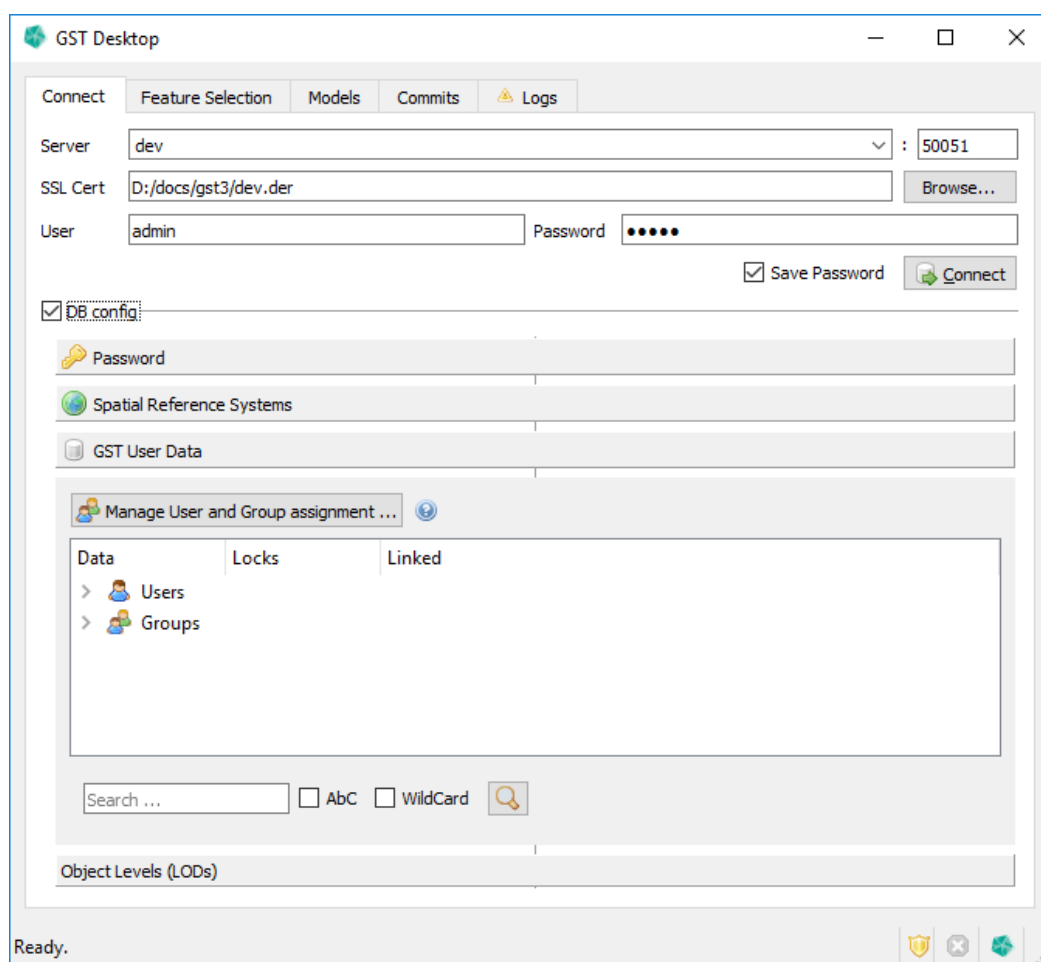 GST Desktop
Connect Feature Selection Models Commits Logs
Server dev : 50051
SSL Cert D:/docs/gst3/dev.der Browse...
User admin Password ●●●●●
Save Password Connect
DB config
Password
Spatial Reference Systems
GST User Data
Manage User and Group assignment ...
Data Locks Linked
Users
Groups
Search ... AbC WildCard
Object Levels (LODs)
Ready.